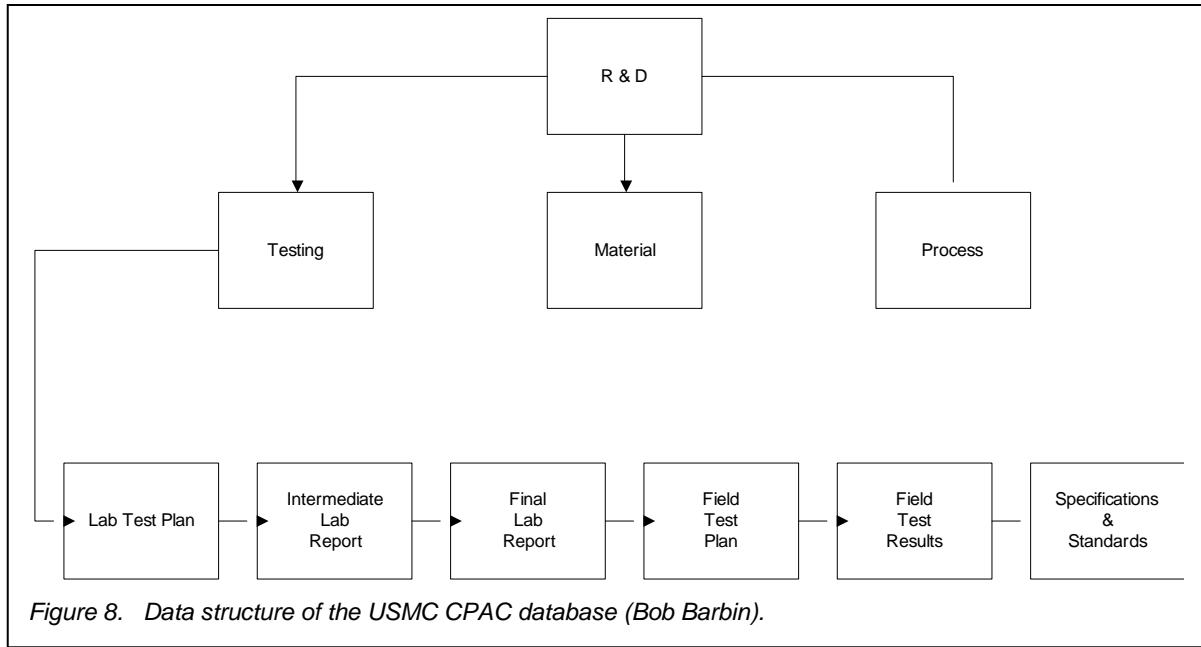 R & D
Testing
Material
Process
Lab Test Plan
Intermediate
Lab
Report
Final
Lab
Report
Field
Test
Plan
Field
Test
Results
Specifications
&
Standards
Figure 8. Data structure of the USMC CPAC database (Bob Barbin).